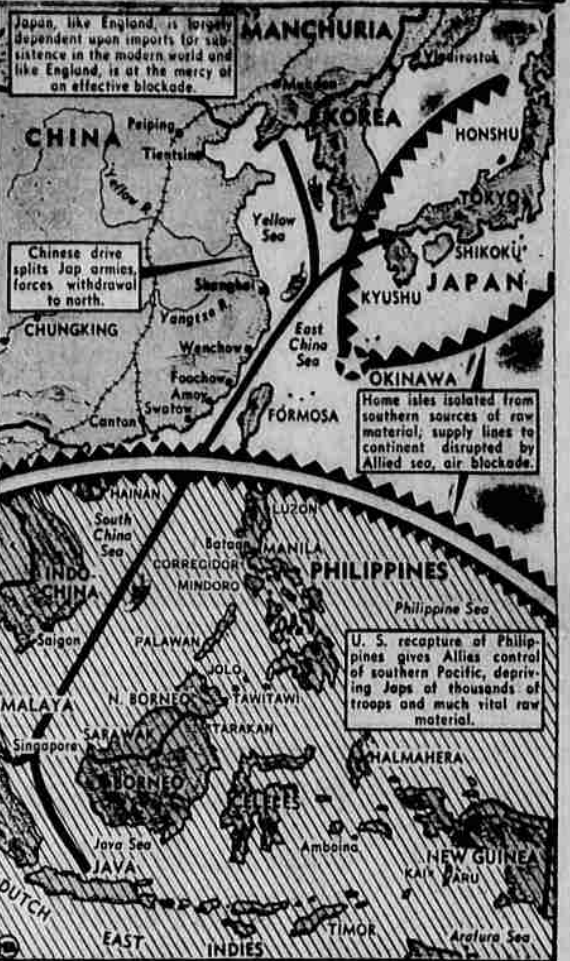 Japan, like England, is largely
dependent upon imports for sub-
sistence in the modern world and
like England, is at the mercy of
an effective blockade.
MANCHURIA
Vladivostok
Mukden
KOREA
HONSHU
CHINA
Peiping
Tientsin
Yellow R.
TOKYO
Yellow
Sea
SHIKOKU
JAPAN
Chinese drive
splits Jap armies,
forces withdrawal
to north.
Shanghai
KYUSHU
CHUNGKING
Yangtse R.
East
China
Sea
Wenchow
Foochow
Amoy
Swatow
Canton
OKINAWA
FORMOSA
Home isles isolated from
southern sources of raw
material; supply lines to
continent disrupted by
Allied sea, air blockade.
HAINAN
South
China
Sea
LUZON
Bataan
MANILA
CORREGIDOR
MINDORO
PHILIPPINES
INDO-
CHINA
Philippine Sea
Saigon
PALAWAN
U. S. recapture of Philip-
pines gives Allies control
of southern Pacific, depriv-
ing Japs of thousands of
troops and much vital raw
material.
JOLO
MALAYA
N. BORNEO
TAWITAWI
SARAWAK
TARAKAN
Singapore
HALMAHERA
BORNEO
CELEBES
Java Sea
Amboina
JAVA
NEW GUINEA
KAI
ARU
DUTCH
EAST
INDIES
TIMOR
Arafura Sea